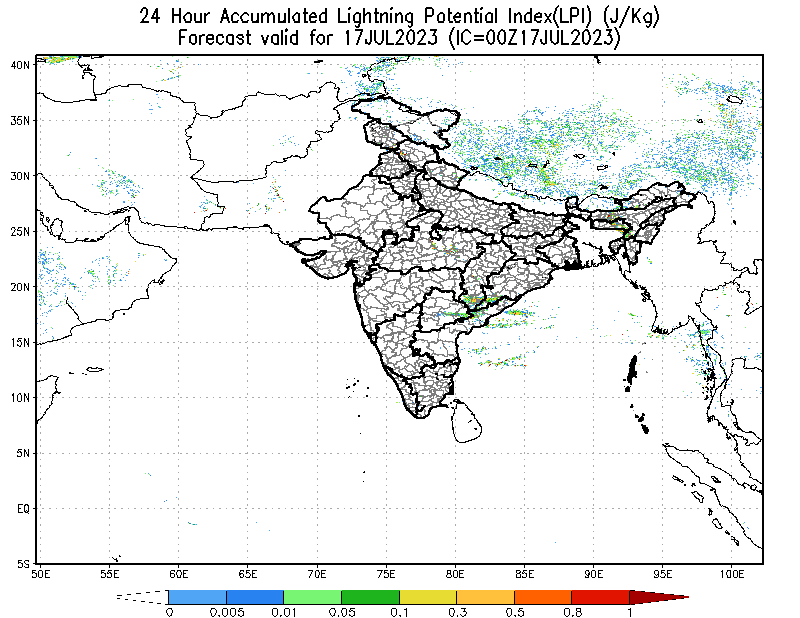 24 Hour Accumulated Lightning Potential Index(LPI) (J/Kg)
Forecast valid for 17JUL2023 (IC=00Z17JUL2023)
40N
35N
30N
25N
20N
15N
10N
5N
EQ
5S
50E 55E 60E 65E 70E 75E 80E 85E 90E 95E 100E
0 0.005 0.01 0.05 0.1 0.3 0.5 0.8 1